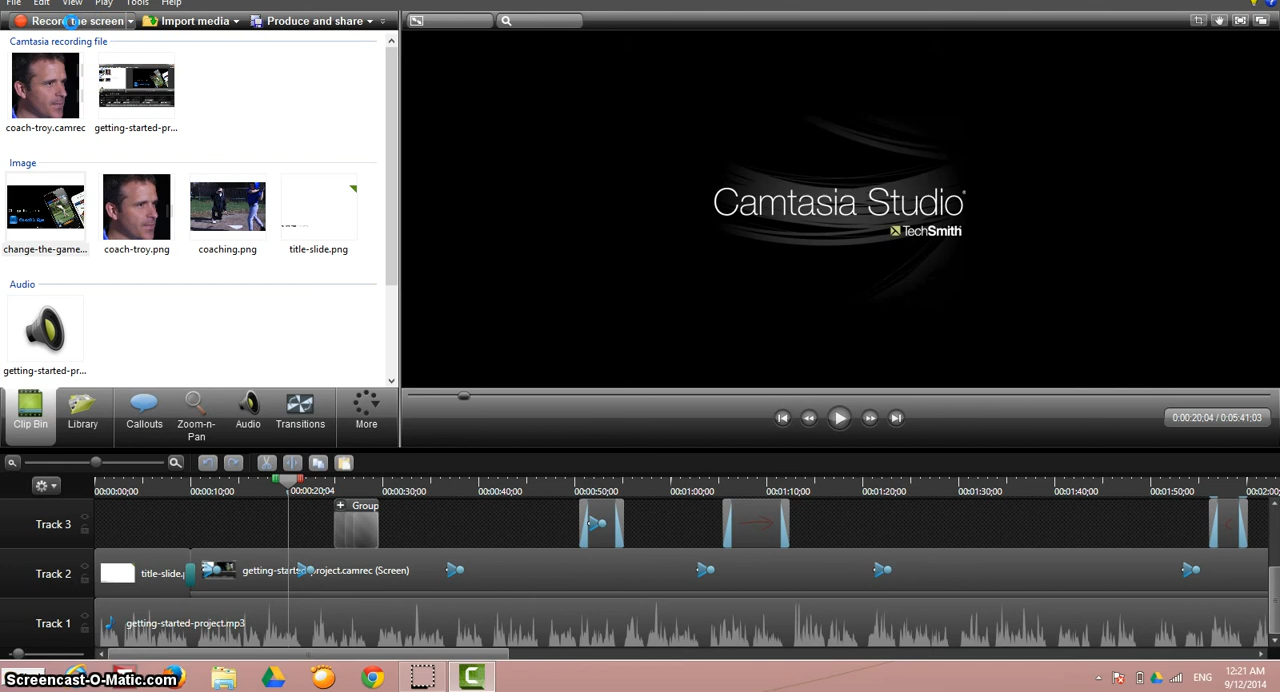 File Edit View Play Tools Help
Record the screen Import media Produce and share
Camtasia recording file
coach-troy.camrec getting-started-pr...
Image
change-the-game... coach-troy.png coaching.png title-slide.png
Audio
getting-started-pr...
Camtasia Studio
TechSmith
Clip Bin Library Callouts Zoom-n-Pan Audio Transitions More
0:00:20;04 / 0:05:41;03
00:00:00;00 00:00:10;00 00:00:20;04 00:00:30;00 00:00:40;00 00:00:50;00 00:01:00;00 00:01:10;00 00:01:20;00 00:01:30;00 00:01:40;00 00:01:50;00 00:02:00;
Track 3 + Group
Track 2 title-slide.p getting-started-project.camrec (Screen)
Track 1 getting-started-project.mp3
Screencast-O-Matic.com
ENG 12:21 AM
9/12/2014